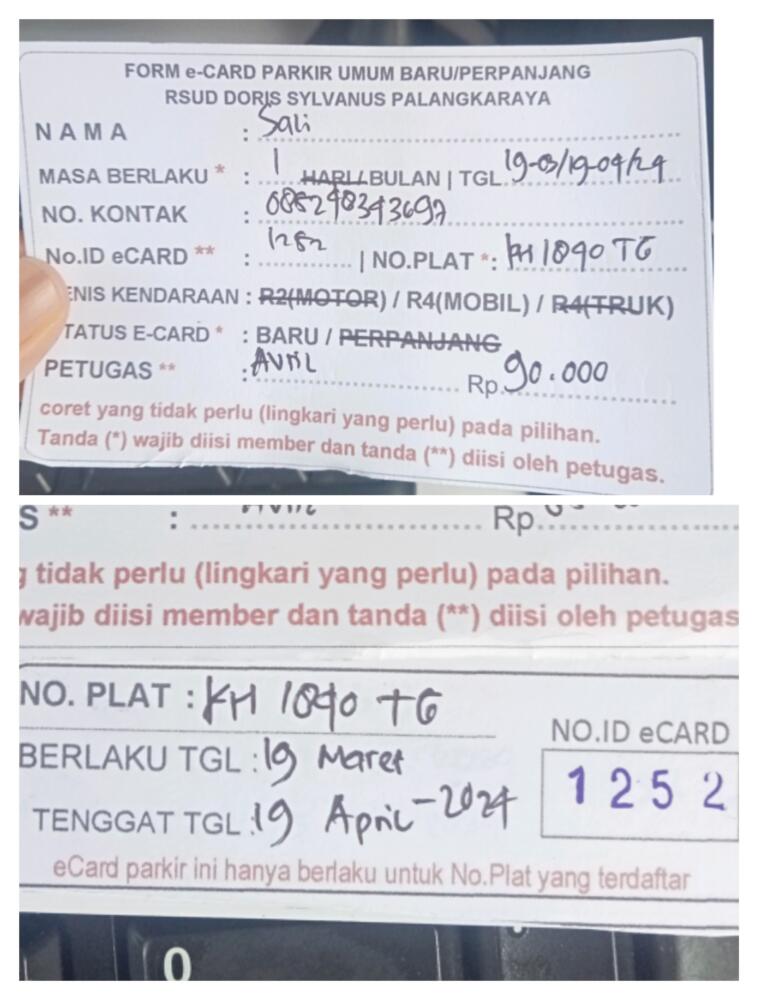 FORM e-CARD PARKIR UMUM BARU/PERPANJANG
RSUD DORIS SYLVANUS PALANGKARAYA
NAMA : Sali
MASA BERLAKU * : 1 HARI / BULAN | TGL 19-03/19-04/24
NO. KONTAK : 085248343697
No.ID eCARD ** : 1252 | NO.PLAT *: KH 1890 TG
ENIS KENDARAAN : R2(MOTOR) / R4(MOBIL) / R4(TRUK)
TATUS E-CARD * : BARU / PERPANJANG
PETUGAS ** : Avril Rp. 90.000
coret yang tidak perlu (lingkari yang perlu) pada pilihan.
Tanda (*) wajib diisi member dan tanda (**) diisi oleh petugas.
S ** : Rp.
g tidak perlu (lingkari yang perlu) pada pilihan.
wajib diisi member dan tanda (**) diisi oleh petugas
NO. PLAT : KH 1890 TG
BERLAKU TGL : 19 Maret
TENGGAT TGL : 19 April - 2024
NO.ID eCARD
1252
eCard parkir ini hanya berlaku untuk No.Plat yang terdaftar
0